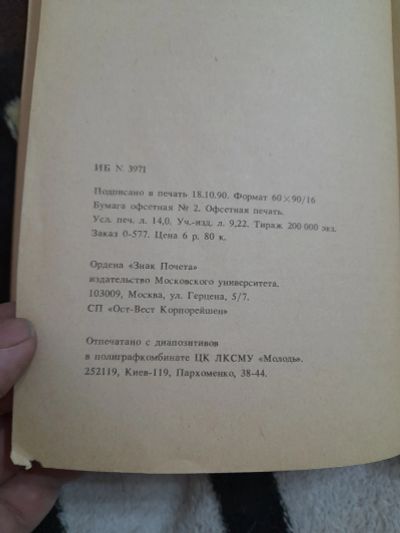 ИБ N 3971
Подписано в печать 18.10.90. Формат 60×90/16
Бумага офсетная № 2. Офсетная печать.
Усл. печ. л. 14,0. Уч.-изд. л. 9,22. Тираж 200 000 экз.
Заказ 0-577. Цена 6 р. 80 к.
Ордена «Знак Почета»
издательство Московского университета.
103009, Москва, ул. Герцена, 5/7.
СП «Ост-Вест Корпорейшен»
Отпечатано с диапозитивов
в полиграфкомбинате ЦК ЛКСМУ «Молодь».
252119, Киев-119, Пархоменко, 38-44.